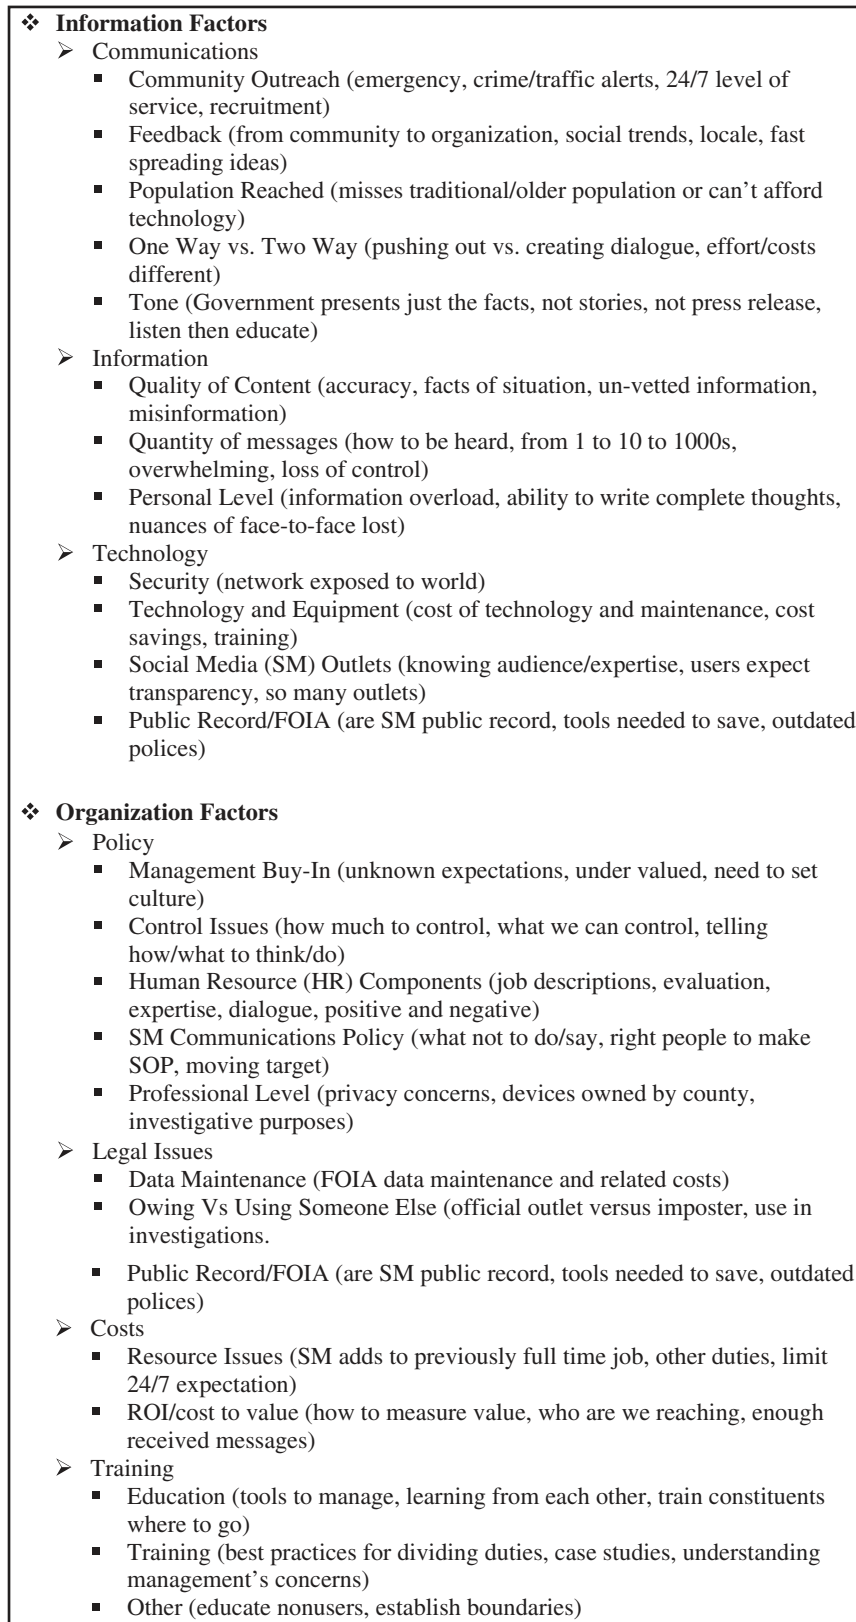 ❖ Information Factors
➢ Communications
▪ Community Outreach (emergency, crime/traffic alerts, 24/7 level of
service, recruitment)
▪ Feedback (from community to organization, social trends, locale, fast
spreading ideas)
▪ Population Reached (misses traditional/older population or can’t afford
technology)
▪ One Way vs. Two Way (pushing out vs. creating dialogue, effort/costs
different)
▪ Tone (Government presents just the facts, not stories, not press release,
listen then educate)
➢ Information
▪ Quality of Content (accuracy, facts of situation, un-vetted information,
misinformation)
▪ Quantity of messages (how to be heard, from 1 to 10 to 1000s,
overwhelming, loss of control)
▪ Personal Level (information overload, ability to write complete thoughts,
nuances of face-to-face lost)
➢ Technology
▪ Security (network exposed to world)
▪ Technology and Equipment (cost of technology and maintenance, cost
savings, training)
▪ Social Media (SM) Outlets (knowing audience/expertise, users expect
transparency, so many outlets)
▪ Public Record/FOIA (are SM public record, tools needed to save, outdated
polices)
❖ Organization Factors
➢ Policy
▪ Management Buy-In (unknown expectations, under valued, need to set
culture)
▪ Control Issues (how much to control, what we can control, telling
how/what to think/do)
▪ Human Resource (HR) Components (job descriptions, evaluation,
expertise, dialogue, positive and negative)
▪ SM Communications Policy (what not to do/say, right people to make
SOP, moving target)
▪ Professional Level (privacy concerns, devices owned by county,
investigative purposes)
➢ Legal Issues
▪ Data Maintenance (FOIA data maintenance and related costs)
▪ Owing Vs Using Someone Else (official outlet versus imposter, use in
investigations.
▪ Public Record/FOIA (are SM public record, tools needed to save, outdated
polices)
➢ Costs
▪ Resource Issues (SM adds to previously full time job, other duties, limit
24/7 expectation)
▪ ROI/cost to value (how to measure value, who are we reaching, enough
received messages)
➢ Training
▪ Education (tools to manage, learning from each other, train constituents
where to go)
▪ Training (best practices for dividing duties, case studies, understanding
management’s concerns)
▪ Other (educate nonusers, establish boundaries)